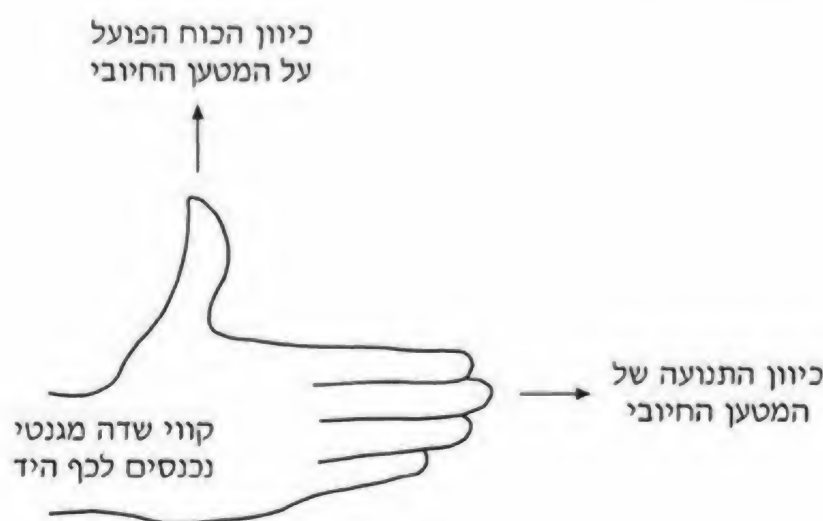 כיוון הכוח הפועל
על המטען החיובי
כיוון התנועה של
המטען החיובי
קווי שדה מגנטי
נכנסים לכף היד